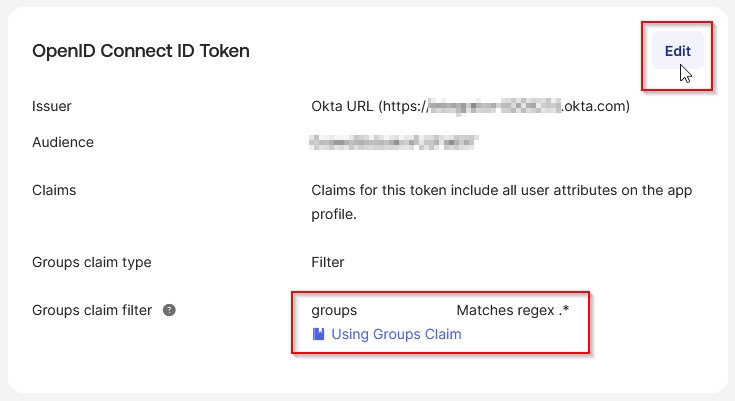 OpenID Connect ID Token
Edit
Issuer
Okta URL (https:// .okta.com)
Audience
Claims
Claims for this token include all user attributes on the app
profile.
Groups claim type
Filter
Groups claim filter ?
groups Matches regex .*
Using Groups Claim